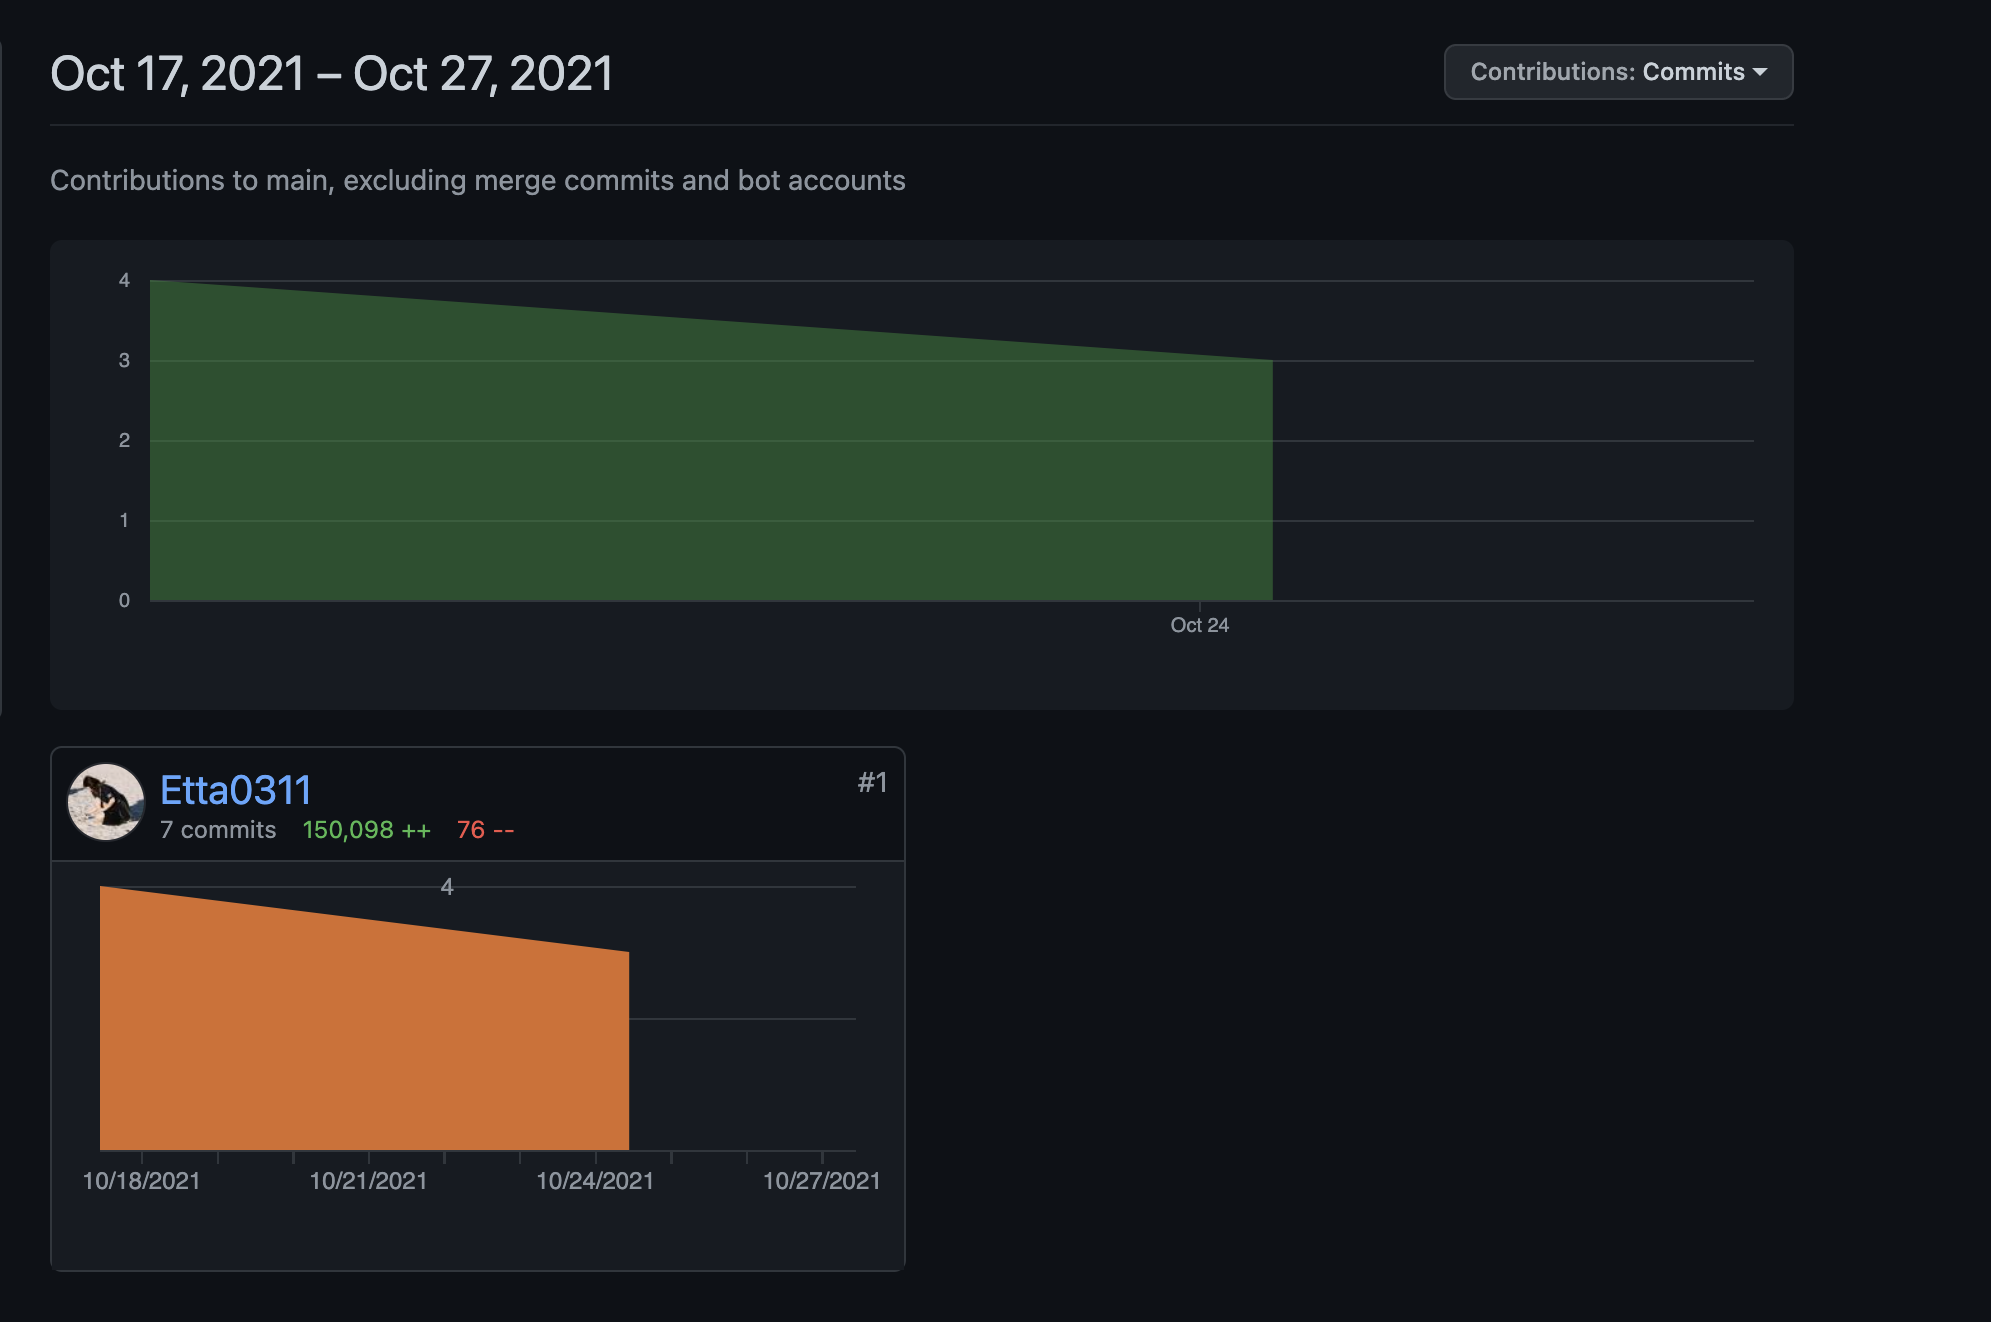 Oct 17, 2021 – Oct 27, 2021
Contributions: Commits
Contributions to main, excluding merge commits and bot accounts
4
3
2
1
0
Oct 24
Etta0311
#1
7 commits 150,098 ++ 76 --
4
10/18/2021 10/21/2021 10/24/2021 10/27/2021